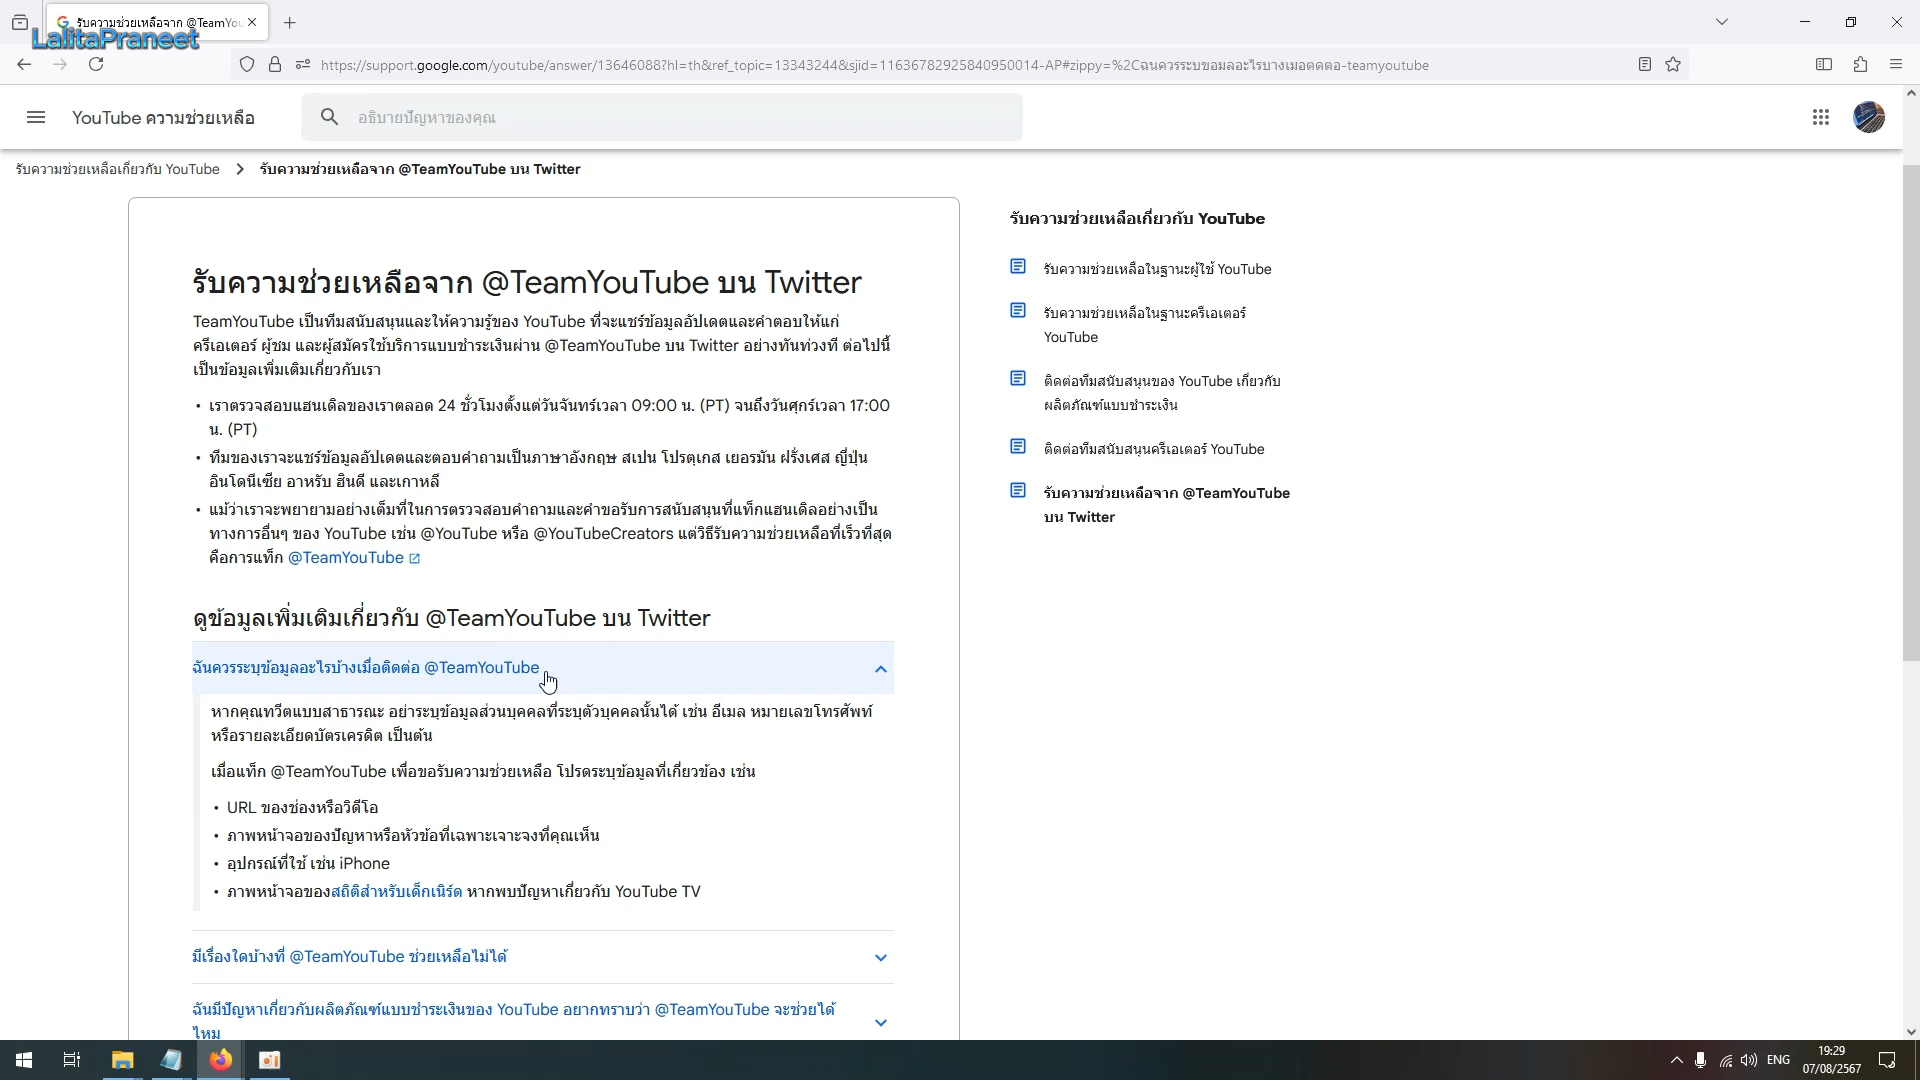 รับความช่วยเหลือจาก @TeamYou
LalitaPraneet
https://support.google.com/youtube/answer/13646088?hl=th&ref_topic=13343244&sjid=11636782925840950014-AP#zippy=%2Cฉนควรระบขอมลอะไรบางเมอตดตอ-teamyoutube
YouTube ความช่วยเหลือ
อธิบายปัญหาของคุณ
รับความช่วยเหลือเกี่ยวกับ YouTube
รับความช่วยเหลือจาก @TeamYouTube บน Twitter
รับความช่วยเหลือจาก @TeamYouTube บน Twitter
TeamYouTube เป็นทีมสนับสนุนและให้ความรู้ของ YouTube ที่จะแชร์ข้อมูลอัปเดตและคำตอบให้แก่
ครีเอเตอร์ ผู้ชม และผู้สมัครใช้บริการแบบชำระเงินผ่าน @TeamYouTube บน Twitter อย่างทันท่วงที ต่อไปนี้
เป็นข้อมูลเพิ่มเติมเกี่ยวกับเรา
• เราตรวจสอบแฮนเดิลของเราตลอด 24 ชั่วโมงตั้งแต่วันจันทร์เวลา 09:00 น. (PT) จนถึงวันศุกร์เวลา 17:00
น. (PT)
• ทีมของเราจะแชร์ข้อมูลอัปเดตและตอบคำถามเป็นภาษาอังกฤษ สเปน โปรตุเกส เยอรมัน ฝรั่งเศส ญี่ปุ่น
อินโดนีเซีย อาหรับ ฮินดี และเกาหลี
• แม้ว่าเราจะพยายามอย่างเต็มที่ในการตรวจสอบคำถามและคำขอรับการสนับสนุนที่แท็กแฮนเดิลอย่างเป็น
ทางการอื่นๆ ของ YouTube เช่น @YouTube หรือ @YouTubeCreators แต่วิธีรับความช่วยเหลือที่เร็วที่สุด
คือการแท็ก @TeamYouTube
ดูข้อมูลเพิ่มเติมเกี่ยวกับ @TeamYouTube บน Twitter
ฉันควรระบุข้อมูลอะไรบ้างเมื่อติดต่อ @TeamYouTube
หากคุณทวีตแบบสาธารณะ อย่าระบุข้อมูลส่วนบุคคลที่ระบุตัวบุคคลนั้นได้ เช่น อีเมล หมายเลขโทรศัพท์
หรือรายละเอียดบัตรเครดิต เป็นต้น
เมื่อแท็ก @TeamYouTube เพื่อขอรับความช่วยเหลือ โปรดระบุข้อมูลที่เกี่ยวข้อง เช่น
• URL ของช่องหรือวิดีโอ
• ภาพหน้าจอของปัญหาหรือหัวข้อที่เฉพาะเจาะจงที่คุณเห็น
• อุปกรณ์ที่ใช้ เช่น iPhone
• ภาพหน้าจอของสถิติสำหรับเด็กเนิร์ด หากพบปัญหาเกี่ยวกับ YouTube TV
มีเรื่องใดบ้างที่ @TeamYouTube ช่วยเหลือไม่ได้
ฉันมีปัญหาเกี่ยวกับผลิตภัณฑ์แบบชำระเงินของ YouTube อยากทราบว่า @TeamYouTube จะช่วยได้
ไหม
รับความช่วยเหลือเกี่ยวกับ YouTube
รับความช่วยเหลือในฐานะผู้ใช้ YouTube
รับความช่วยเหลือในฐานะครีเอเตอร์
YouTube
ติดต่อทีมสนับสนุนของ YouTube เกี่ยวกับ
ผลิตภัณฑ์แบบชำระเงิน
ติดต่อทีมสนับสนุนครีเอเตอร์ YouTube
รับความช่วยเหลือจาก @TeamYouTube
บน Twitter
ENG
19:29
07/08/2567